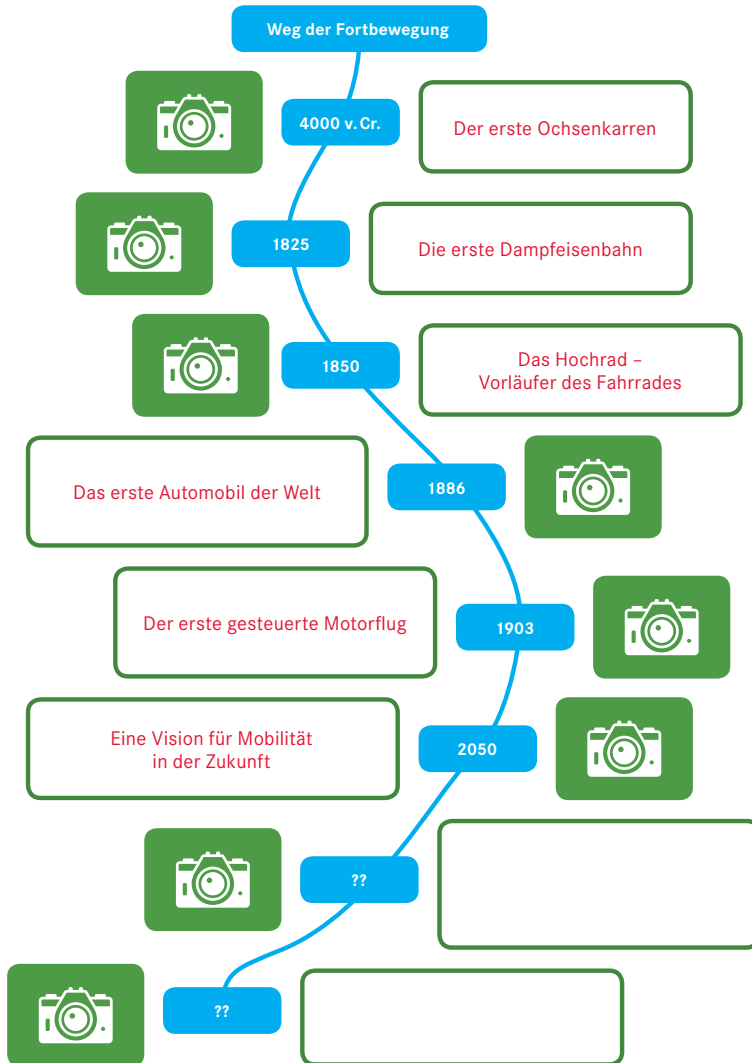 Weg der Fortbewegung
4000 v. Cr.
Der erste Ochsenkarren
1825
Die erste Dampfeisenbahn
1850
Das Hochrad –
Vorläufer des Fahrrades
Das erste Automobil der Welt
1886
Der erste gesteuerte Motorflug
1903
Eine Vision für Mobilität
in der Zukunft
2050
??
??